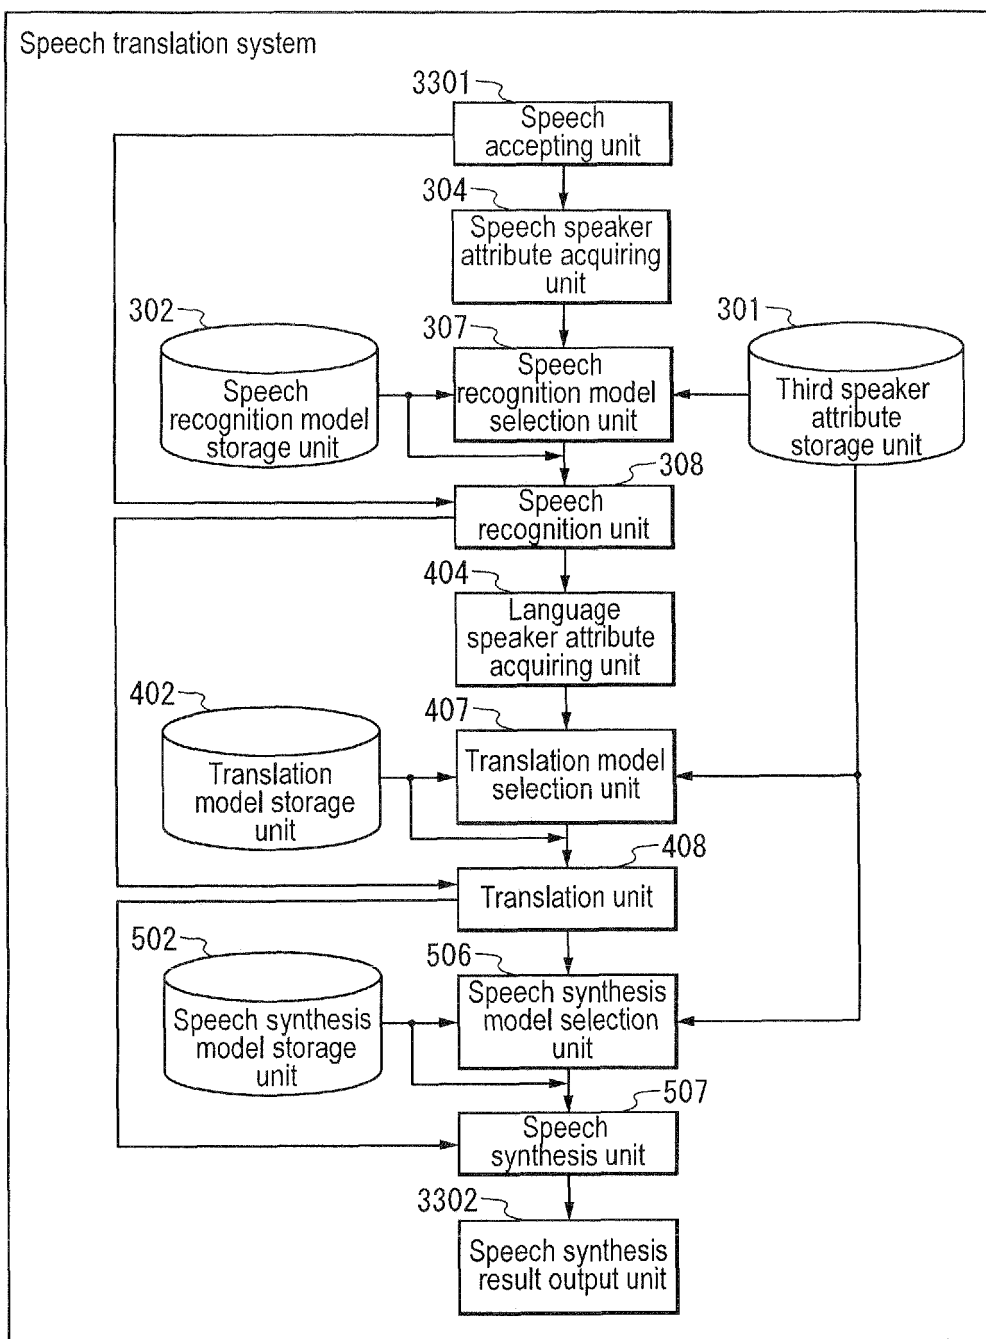 Speech translation system
3301
Speech
accepting unit
304
Speech speaker
attribute acquiring
unit
302
Speech
recognition model
storage unit
307
Speech
recognition model
selection unit
301
Third speaker
attribute
storage unit
308
Speech
recognition unit
404
Language
speaker attribute
acquiring unit
402
Translation
model storage
unit
407
Translation model
selection unit
408
Translation unit
502
Speech synthesis
model storage
unit
506
Speech synthesis
model selection
unit
507
Speech
synthesis unit
3302
Speech synthesis
result output unit